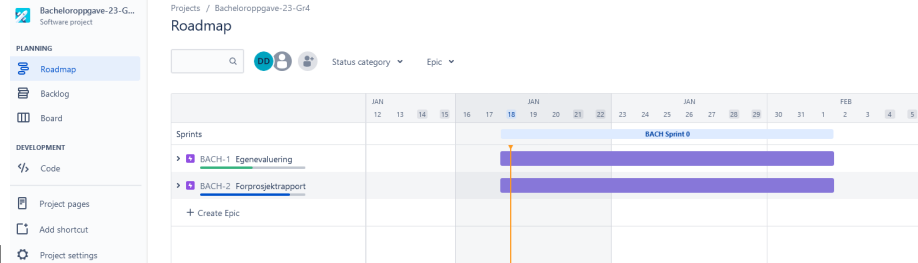 Bacheloroppgave-23-G...
Software project
PLANNING
Roadmap
Backlog
Board
DEVELOPMENT
Code
Project pages
Add shortcut
Project settings
Projects / Bacheloroppgave-23-Gr4
Roadmap
DD
Status category
Epic
JAN JAN JAN FEB
12 13 14 15 16 17 18 19 20 21 22 23 24 25 26 27 28 29 30 31 1 2 3 4 5
Sprints BACH Sprint 0
BACH-1 Egenevaluering
BACH-2 Forprosjektrapport
+ Create Epic